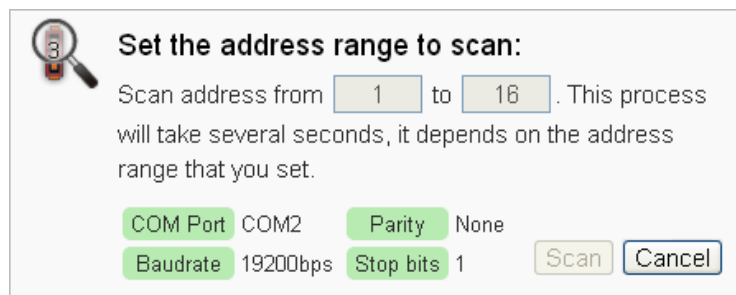 3
Set the address range to scan:
Scan address from 1 to 16 . This process
will take several seconds, it depends on the address
range that you set.
COM Port COM2 Parity None
Baudrate 19200bps Stop bits 1 Scan Cancel